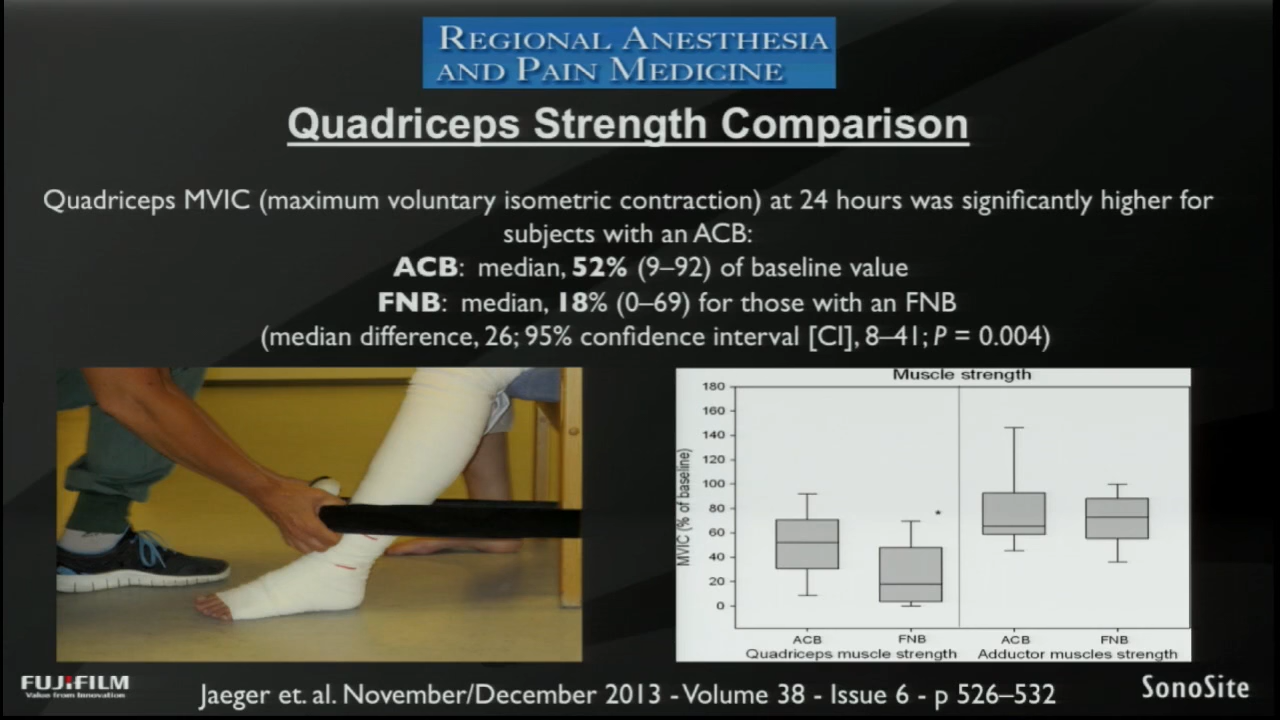 REGIONAL ANESTHESIA
AND PAIN MEDICINE
Quadriceps Strength Comparison
Quadriceps MVIC (maximum voluntary isometric contraction) at 24 hours was significantly higher for
subjects with an ACB:
ACB: median, 52% (9–92) of baseline value
FNB: median, 18% (0–69) for those with an FNB
(median difference, 26; 95% confidence interval [CI], 8–41; P = 0.004)
Muscle strength
MVIC (% of baseline)
180
160
140
120
100
80
60
40
20
0
*
ACB FNB ACB FNB
Quadriceps muscle strength Adductor muscles strength
FUJIFILM
Value from Innovation
Jaeger et. al. November/December 2013 - Volume 38 - Issue 6 - p 526–532
SonoSite